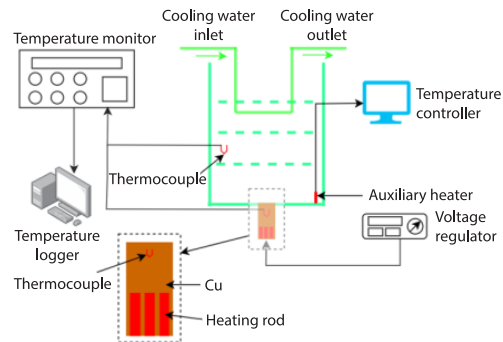 Cooling water
inlet
Cooling water
outlet
Temperature monitor
Temperature
controller
Thermocouple
Auxiliary heater
Voltage
regulator
Temperature
logger
Thermocouple
Cu
Heating rod